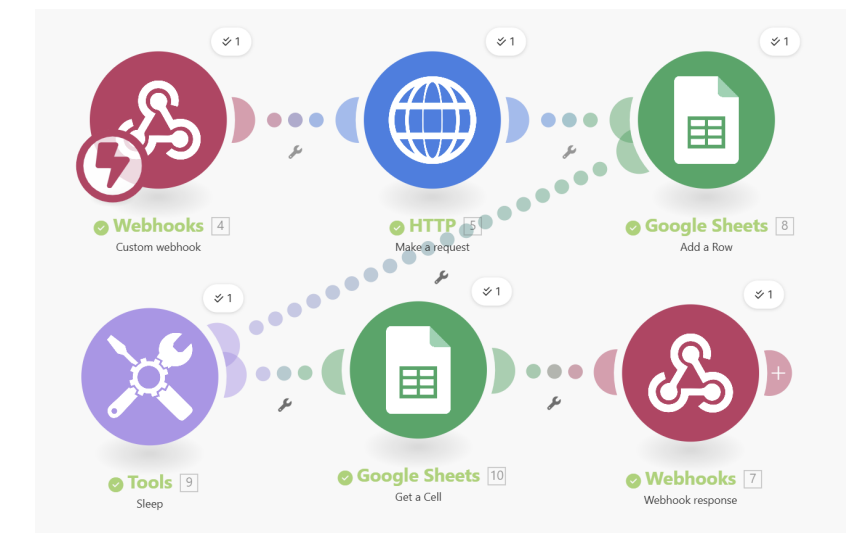 1
1
1
Webhooks 4
Custom webhook
HTTP 5
Make a request
Google Sheets 8
Add a Row
1
1
1
Tools 9
Sleep
Google Sheets 10
Get a Cell
Webhooks 7
Webhook response